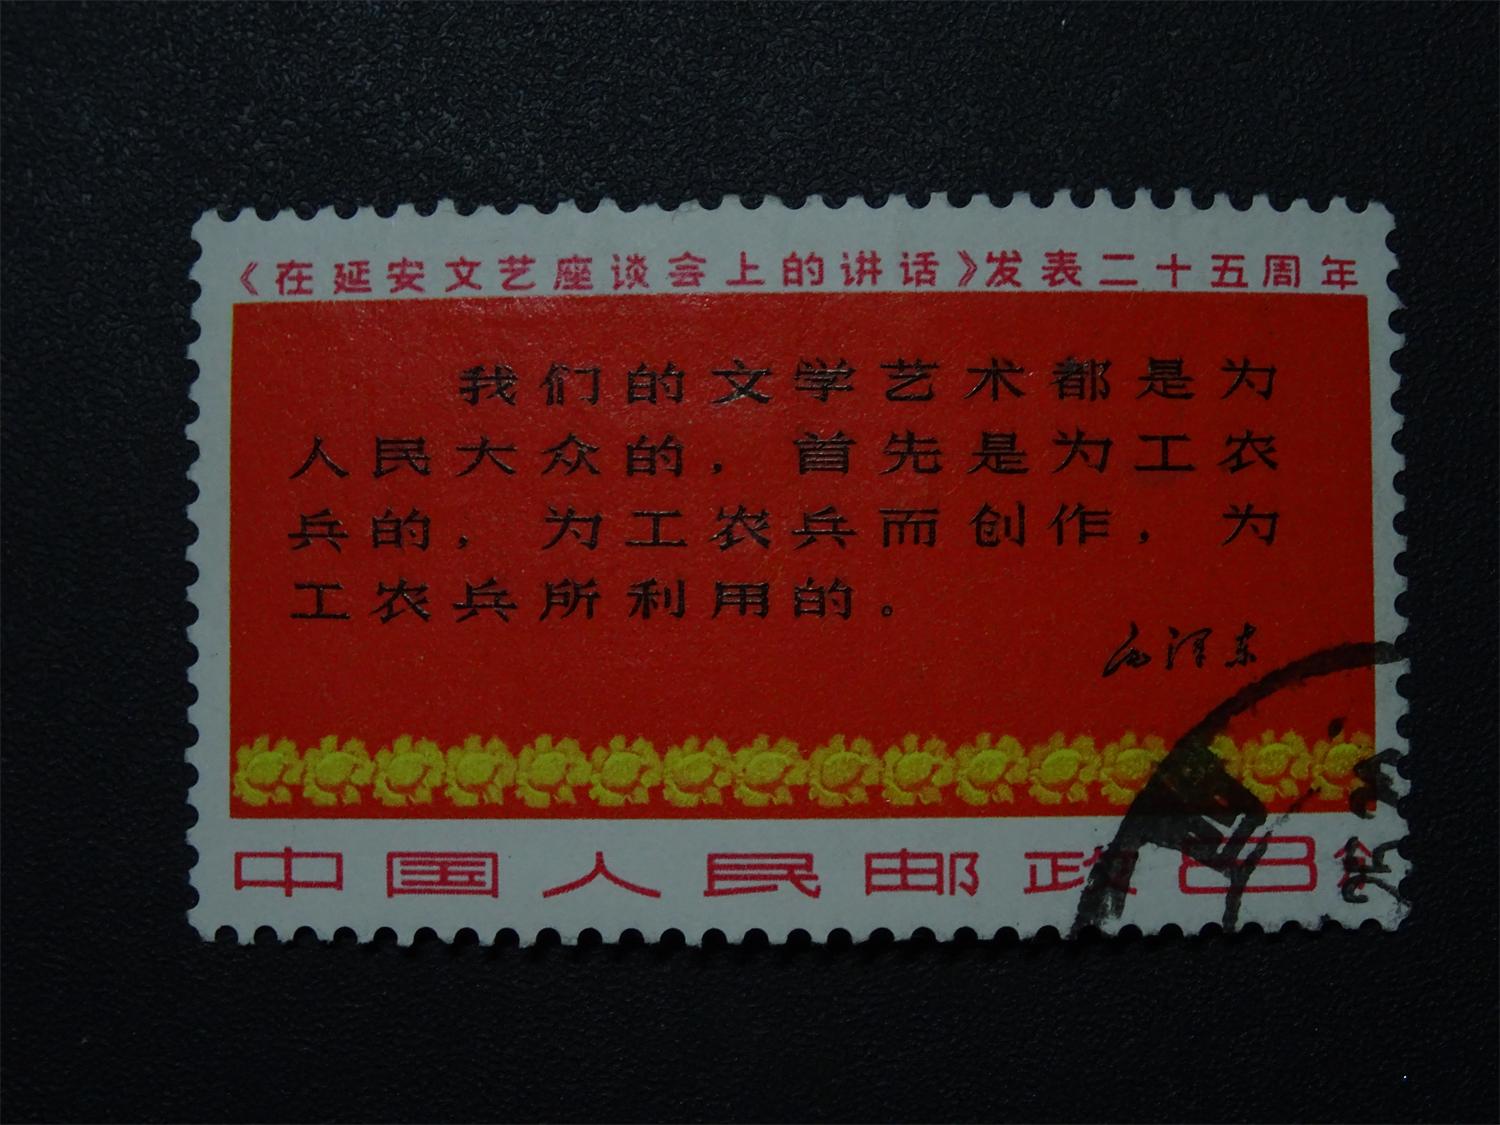 《在延安文艺座谈会上的讲话》发表二十五周年
我们的文学艺术都是为
人民大众的，首先是为工农
兵的，为工农兵而创作，为
工农兵所利用的。
毛泽东
中国人民邮政 8分